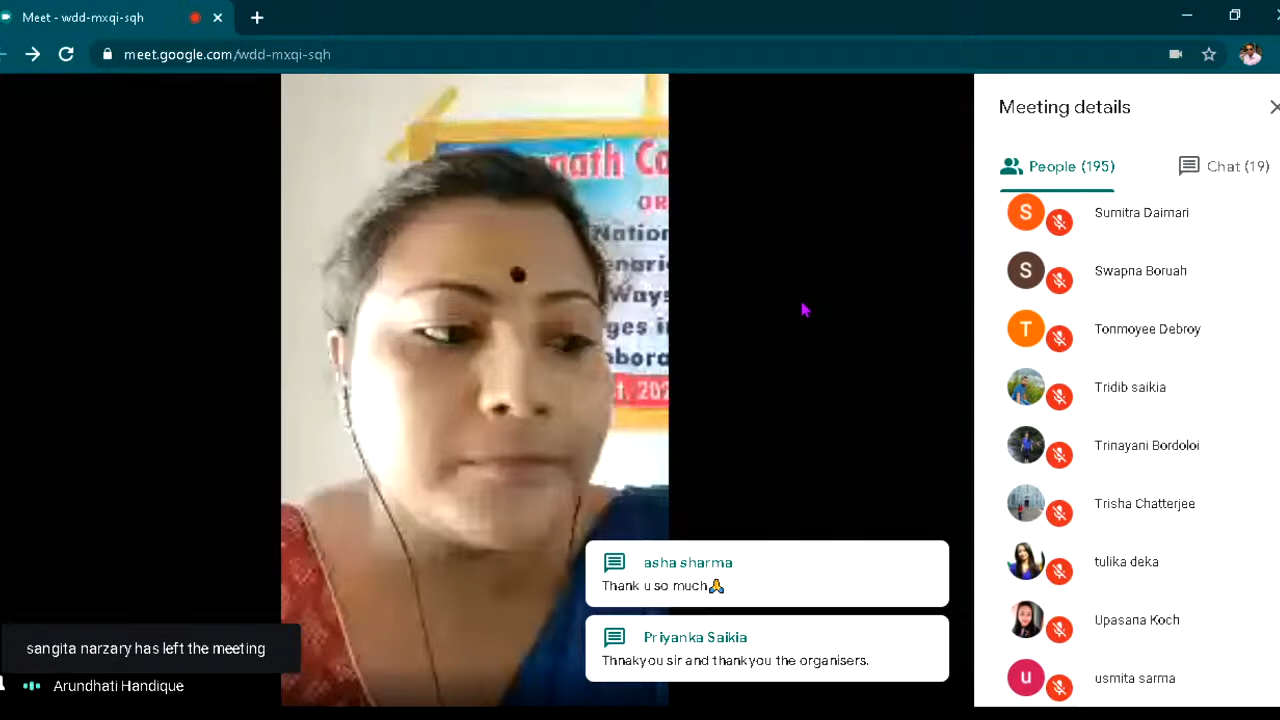 Meet - wdd-mxqi-sqh
meet.google.com/wdd-mxqi-sqh
Meeting details
People (195)
Chat (19)
S
Sumitra Daimari
S
Swapna Boruah
T
Tonmoyee Debroy
Tridib saikia
Trinayani Bordoloi
Trisha Chatterjee
tulika deka
Upasana Koch
u
usmita sarma
asha sharma
Thank u so much🙏
Priyanka Saikia
Thnakyou sir and thankyou the organisers.
sangita narzary has left the meeting
Arundhati Handique